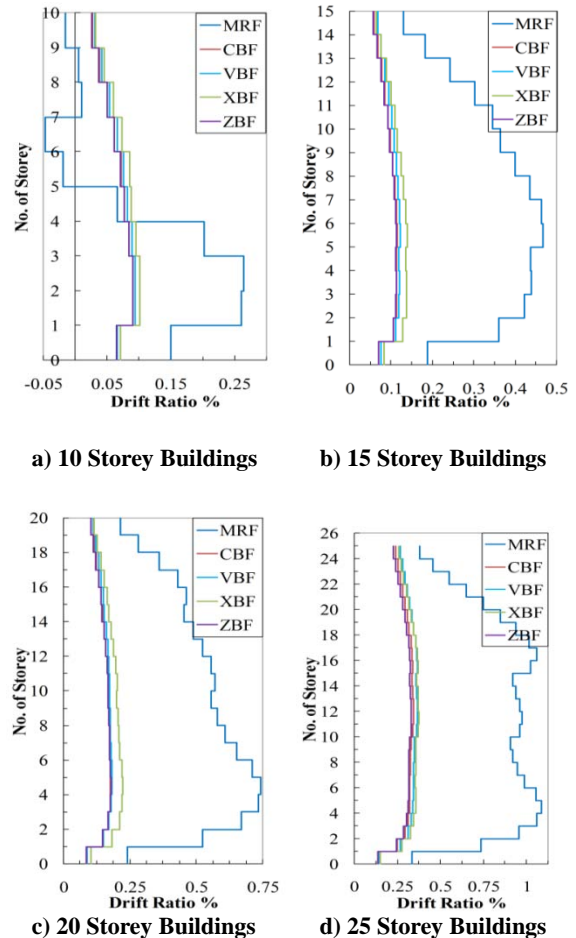 10
9
8
7
6
5
4
3
2
1
0
No. of Storey
MRF
CBF
VBF
XBF
ZBF
-0.05 0.05 0.15 0.25
Drift Ratio %
a) 10 Storey Buildings
15
14
13
12
11
10
9
8
7
6
5
4
3
2
1
0
No. of Storey
MRF
CBF
VBF
XBF
ZBF
0 0.1 0.2 0.3 0.4 0.5
Drift Ratio %
b) 15 Storey Buildings
20
18
16
14
12
10
8
6
4
2
0
No. of Storey
MRF
CBF
VBF
XBF
ZBF
0 0.25 0.5 0.75
Drift Ratio %
c) 20 Storey Buildings
26
24
22
20
18
16
14
12
10
8
6
4
2
0
No. of Storey
MRF
CBF
VBF
XBF
ZBF
0 0.25 0.5 0.75 1
Drift Ratio %
d) 25 Storey Buildings